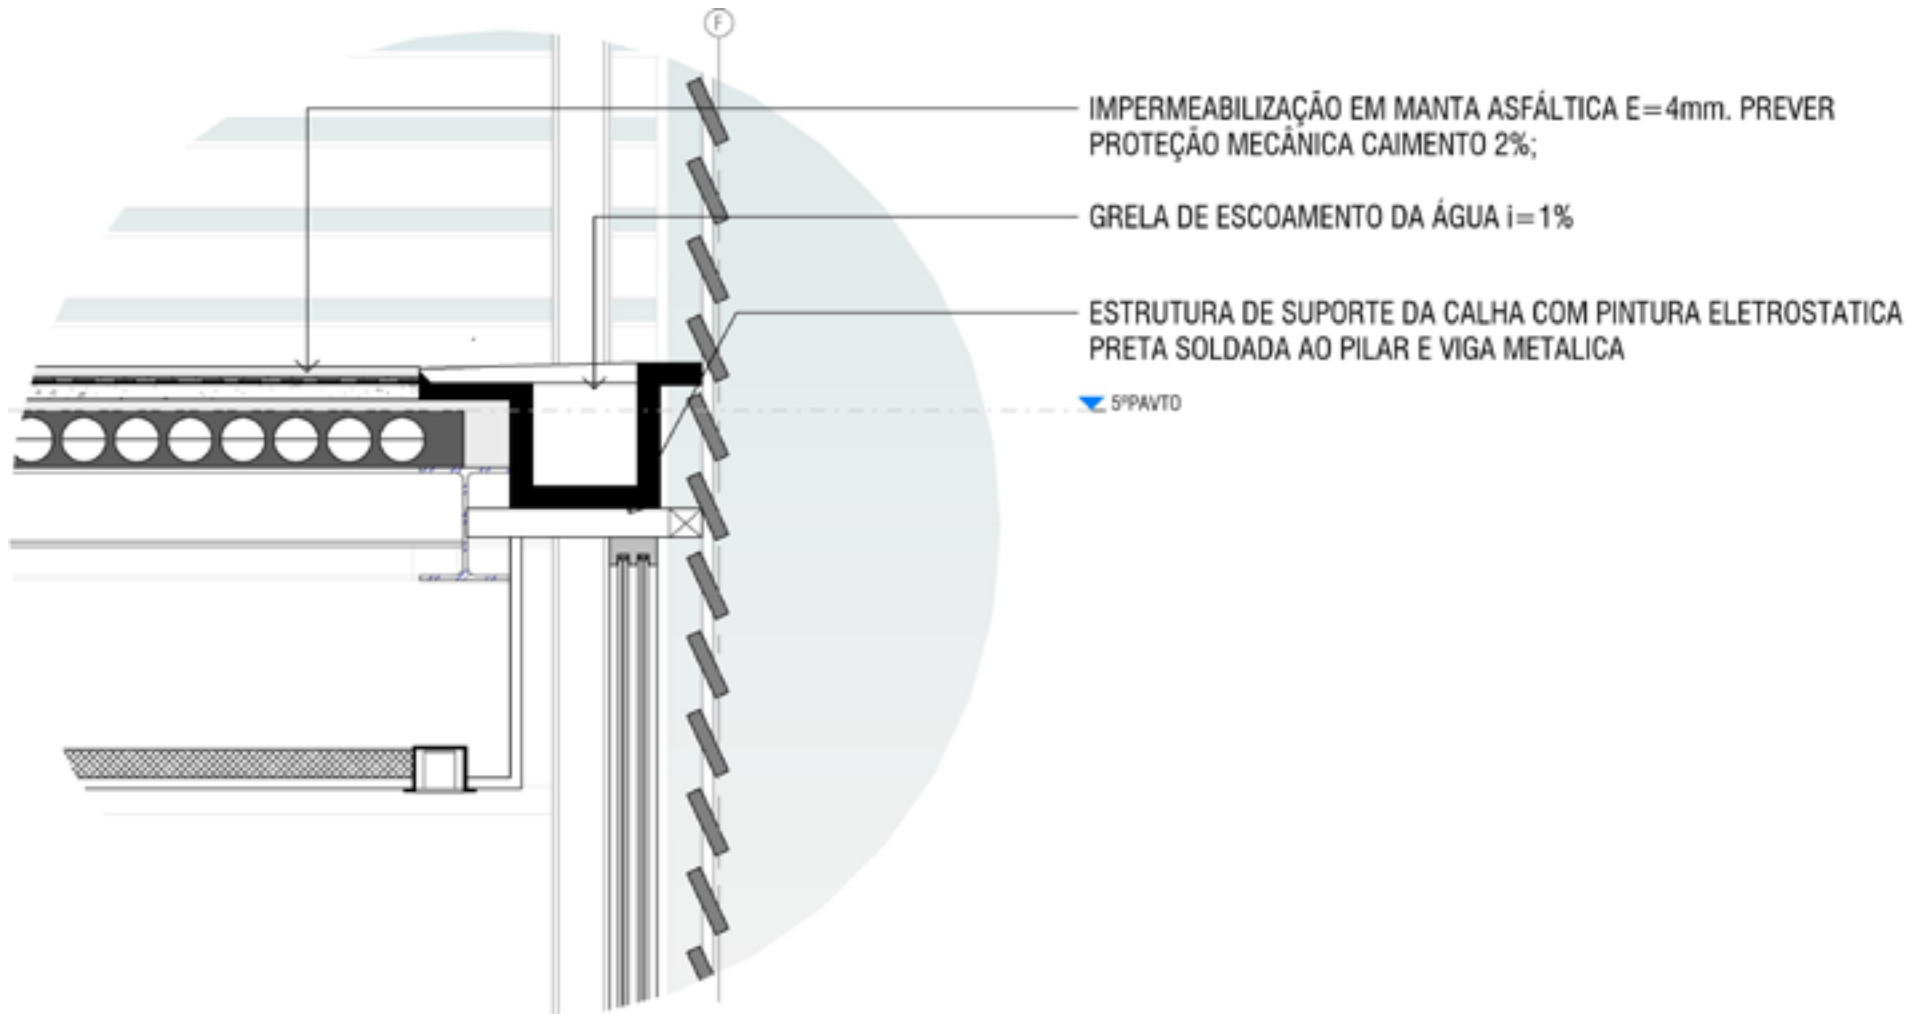 F
IMPERMEABILIZAÇÃO EM MANTA ASFÁLTICA E=4mm. PREVER
PROTEÇÃO MECÂNICA CAIMENTO 2%;
GRELA DE ESCOAMENTO DA ÁGUA i=1%
ESTRUTURA DE SUPORTE DA CALHA COM PINTURA ELETROSTATICA
PRETA SOLDADA AO PILAR E VIGA METALICA
5ºPAVTO